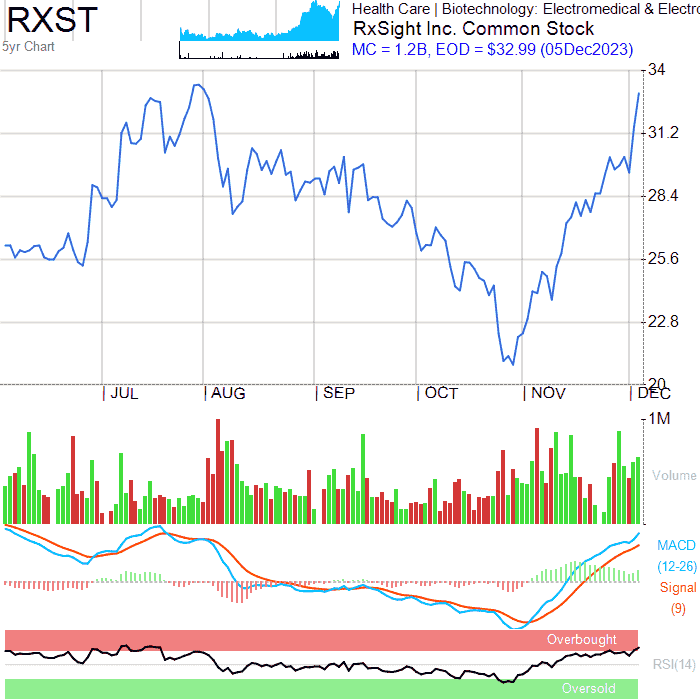 RXST
5yr Chart
Health Care | Biotechnology: Electromedical & Electro
RxSight Inc. Common Stock
MC = 1.2B, EOD = $32.99 (05Dec2023)
34
31.2
28.4
25.6
22.8
20
JUL AUG SEP OCT NOV DEC
1M
Volume
MACD
(12-26)
Signal
(9)
Overbought
RSI(14)
Oversold